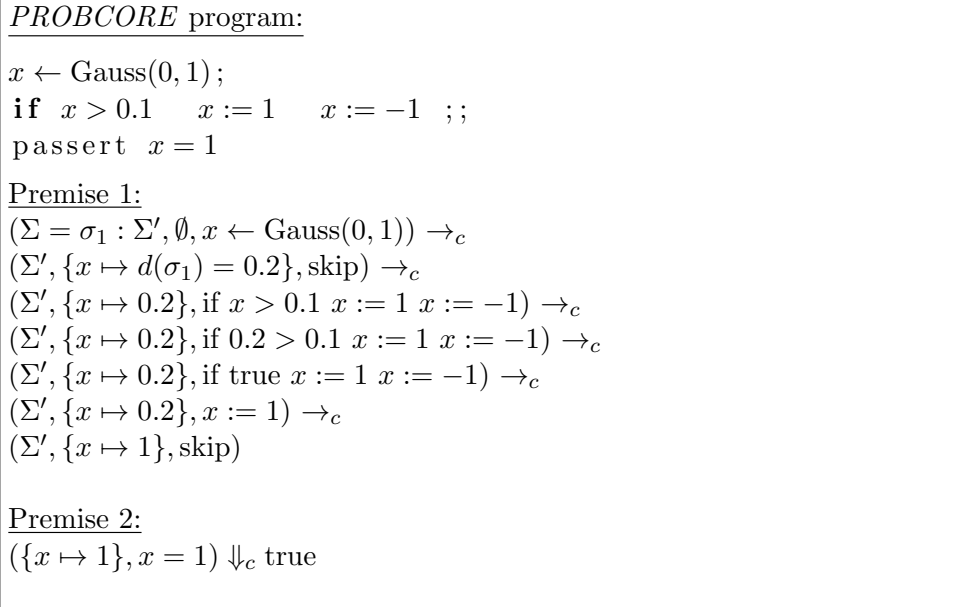 PROBCORE program:
x ← Gauss(0, 1) ;
if x > 0.1 x := 1 x := −1 ; ;
passert x = 1
Premise 1:
(Σ = σ₁ : Σ′, ∅, x ← Gauss(0, 1)) →c
(Σ′, {x ↦ d(σ₁) = 0.2}, skip) →c
(Σ′, {x ↦ 0.2}, if x > 0.1 x := 1 x := −1) →c
(Σ′, {x ↦ 0.2}, if 0.2 > 0.1 x := 1 x := −1) →c
(Σ′, {x ↦ 0.2}, if true x := 1 x := −1) →c
(Σ′, {x ↦ 0.2}, x := 1) →c
(Σ′, {x ↦ 1}, skip)
Premise 2:
({x ↦ 1}, x = 1) ⇓c true